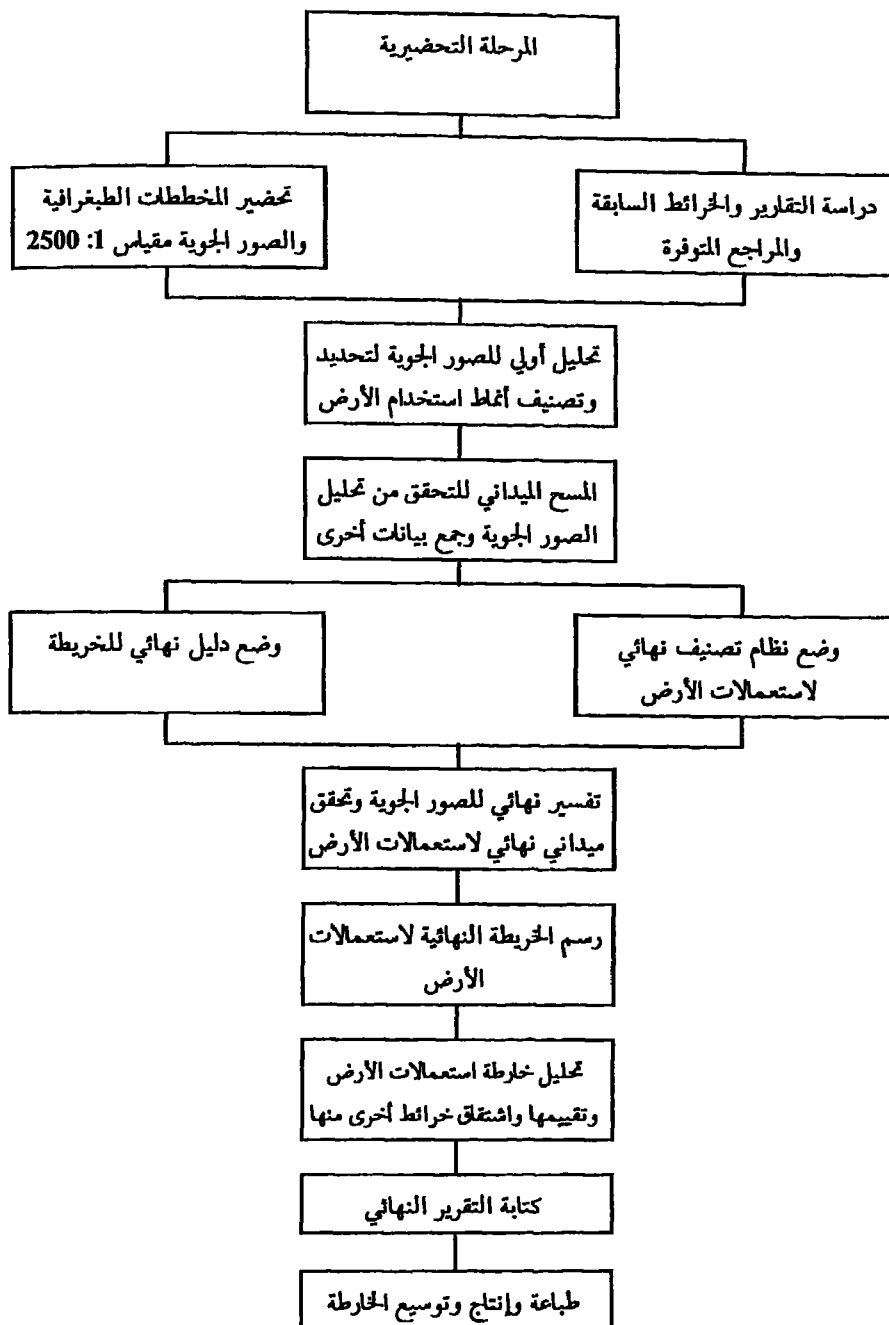 المرحلة التحضيرية
دراسة التقارير والخرائط السابقة
والمراجع المتوفرة
تحضير المخططات الطبغرافية
والصور الجوية مقياس 1: 2500
تحليل أولي للصور الجوية لتحديد
وتصنيف أنماط استخدام الأرض
المسح الميداني للتحقق من تحليل
الصور الجوية وجمع بيانات أخرى
وضع نظام تصنيف نهائي
لاستعمالات الأرض
وضع دليل نهائي للخريطة
تفسير نهائي للصور الجوية وتحقق
ميداني نهائي لاستعمالات الأرض
رسم الخريطة النهائية لاستعمالات
الأرض
تحليل خارطة استعمالات الأرض
وتقييمها واشتقاق خرائط أخرى منها
كتابة التقرير النهائي
طباعة وإنتاج وتوسيع الخارطة